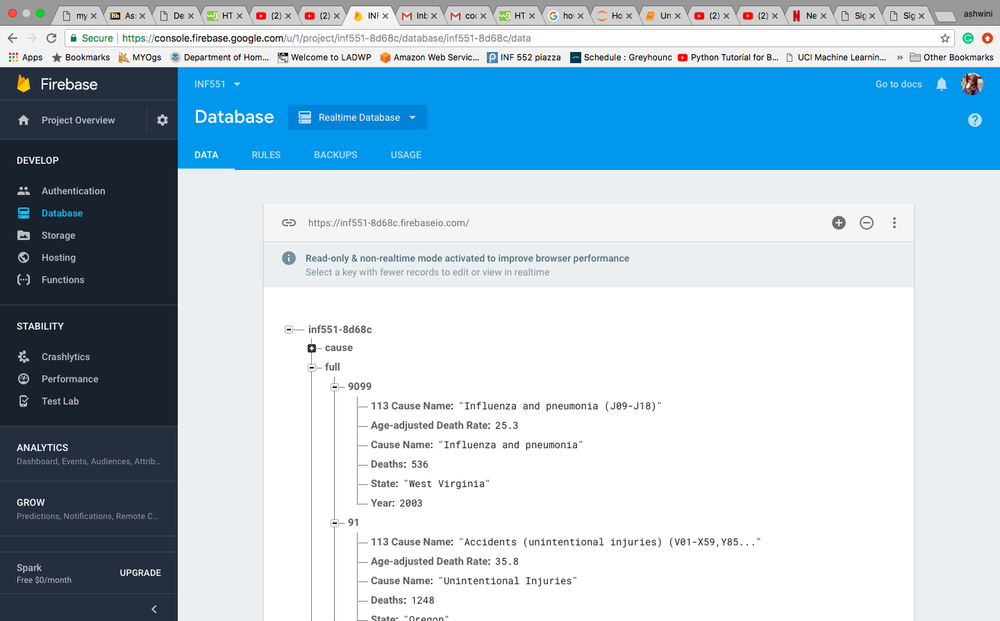 my
Bb As:
De
w3 HT
(2)
(2)
INF
Inb
coc
w3 HT
G hov
Ho
Un
(2)
(2)
N Ne
Sig
Sig
ashwini
Secure https://console.firebase.google.com/u/1/project/inf551-8d68c/database/inf551-8d68c/data
Apps Bookmarks MYOgs Department of Hom... Welcome to LADWP Amazon Web Servic... INF 552 piazza Schedule : Greyhound Python Tutorial for B... UCI Machine Learnin... » Other Bookmarks
Firebase
INF551
Go to docs
Project Overview
Database
Realtime Database
DATA RULES BACKUPS USAGE
DEVELOP
Authentication
Database
Storage
Hosting
Functions
STABILITY
Crashlytics
Performance
Test Lab
ANALYTICS
Dashboard, Events, Audiences, Attrib...
GROW
Predictions, Notifications, Remote C...
Spark
Free $0/month
UPGRADE
https://inf551-8d68c.firebaseio.com/
Read-only & non-realtime mode activated to improve browser performance
Select a key with fewer records to edit or view in realtime
inf551-8d68c
cause
full
9099
113 Cause Name: "Influenza and pneumonia (J09-J18)"
Age-adjusted Death Rate: 25.3
Cause Name: "Influenza and pneumonia"
Deaths: 536
State: "West Virginia"
Year: 2003
91
113 Cause Name: "Accidents (unintentional injuries) (V01-X59,Y85..."
Age-adjusted Death Rate: 35.8
Cause Name: "Unintentional Injuries"
Deaths: 1248
State: "Oregon"